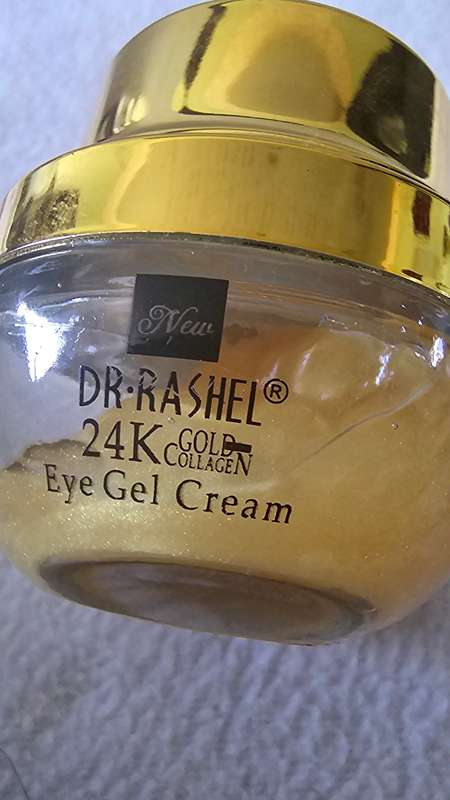 New
DR·RASHEL®
24K GOLD
COLLAGEN
Eye Gel Cream